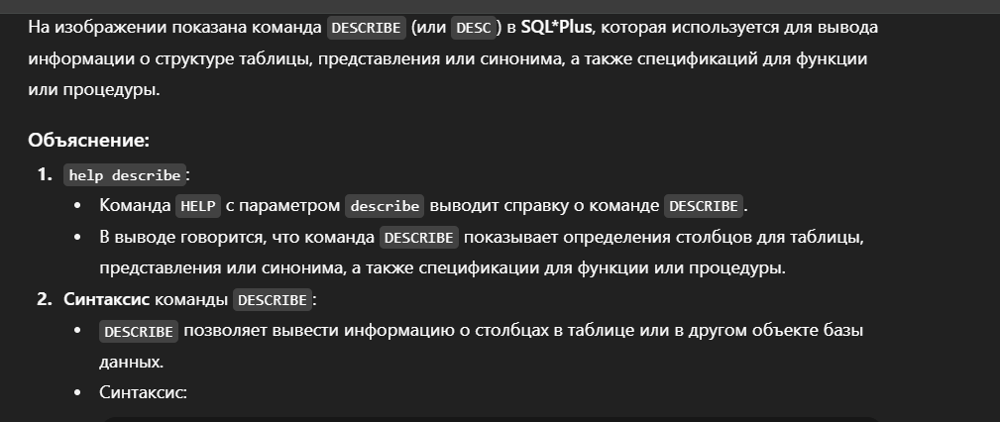 На изображении показана команда DESCRIBE (или DESC) в SQL*Plus, которая используется для вывода
информации о структуре таблицы, представления или синонима, а также спецификаций для функции
или процедуры.
Объяснение:
1. help describe:
• Команда HELP с параметром describe выводит справку о команде DESCRIBE.
• В выводе говорится, что команда DESCRIBE показывает определения столбцов для таблицы,
представления или синонима, а также спецификации для функции или процедуры.
2. Синтаксис команды DESCRIBE:
• DESCRIBE позволяет вывести информацию о столбцах в таблице или в другом объекте базы
данных.
• Синтаксис: